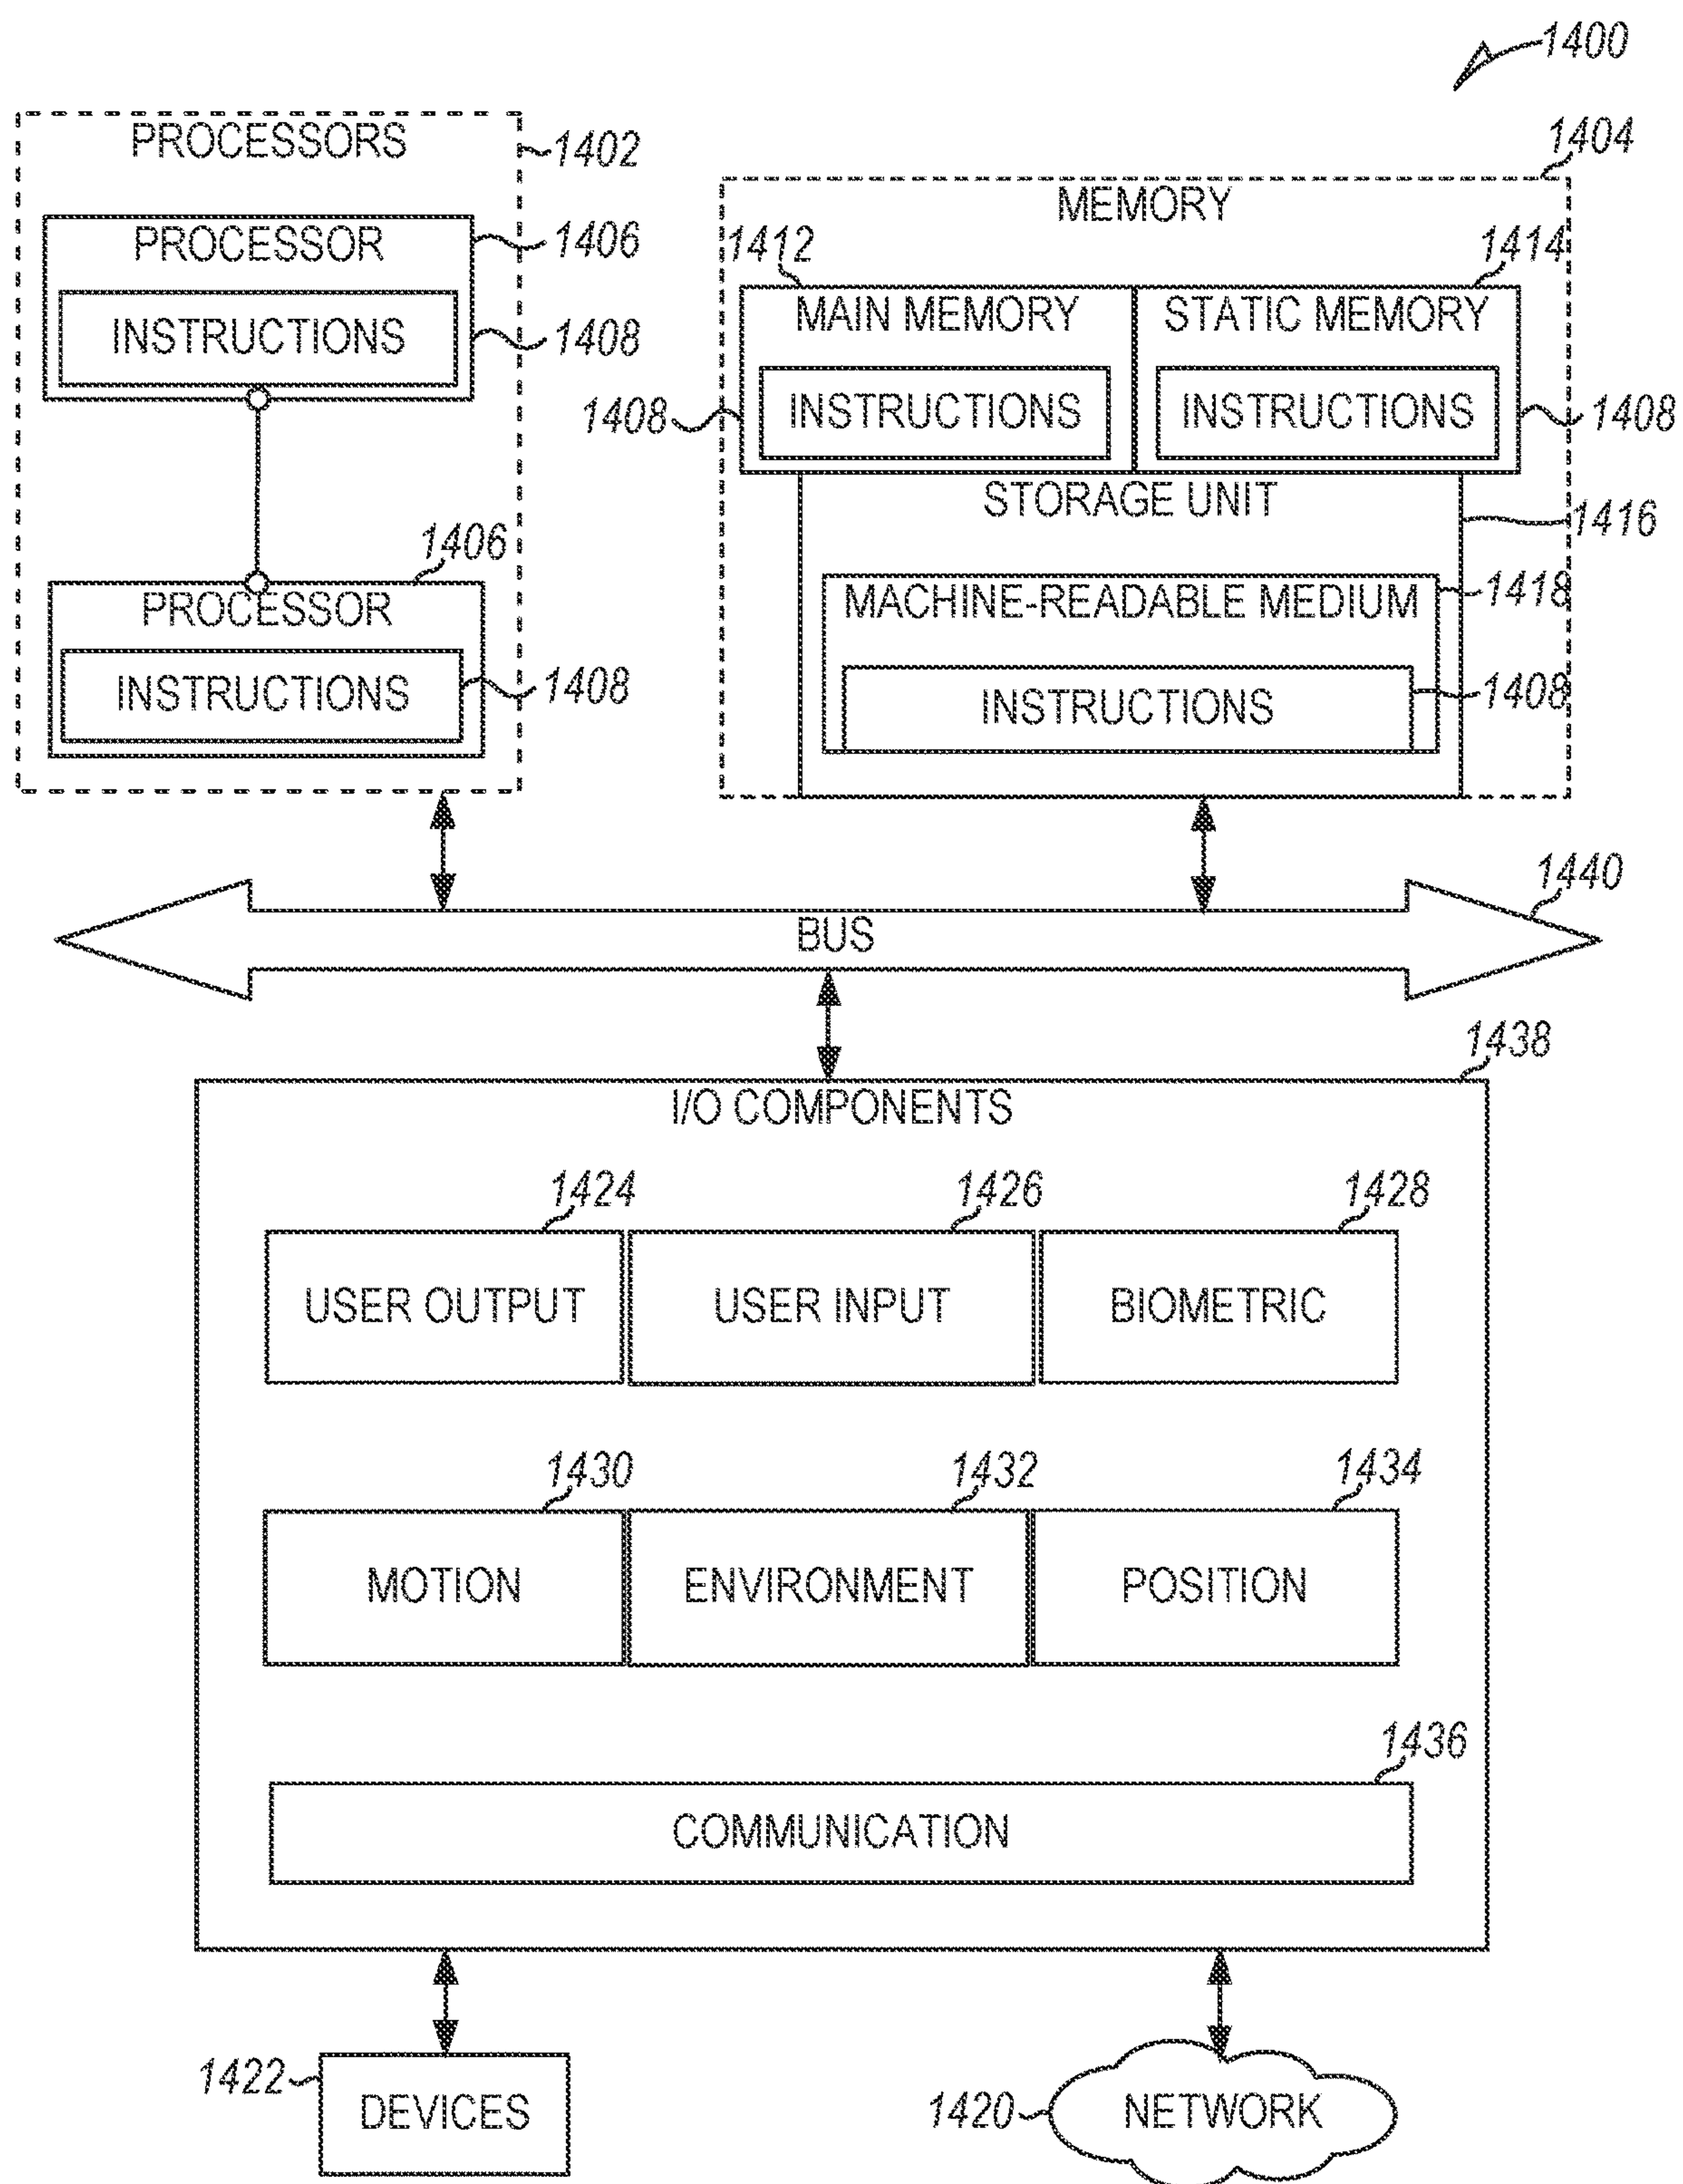 1400
PROCESSORS
1402
1404
MEMORY
PROCESSOR
1406
INSTRUCTIONS
1408
1412
1414
MAIN MEMORY
STATIC MEMORY
1408
INSTRUCTIONS
INSTRUCTIONS
1408
STORAGE UNIT
1416
1406
PROCESSOR
INSTRUCTIONS
1408
MACHINE-READABLE MEDIUM
1418
INSTRUCTIONS
1408
1440
BUS
1438
I/O COMPONENTS
1424
1426
1428
USER OUTPUT
USER INPUT
BIOMETRIC
1430
1432
1434
MOTION
ENVIRONMENT
POSITION
1436
COMMUNICATION
1422
DEVICES
1420
NETWORK